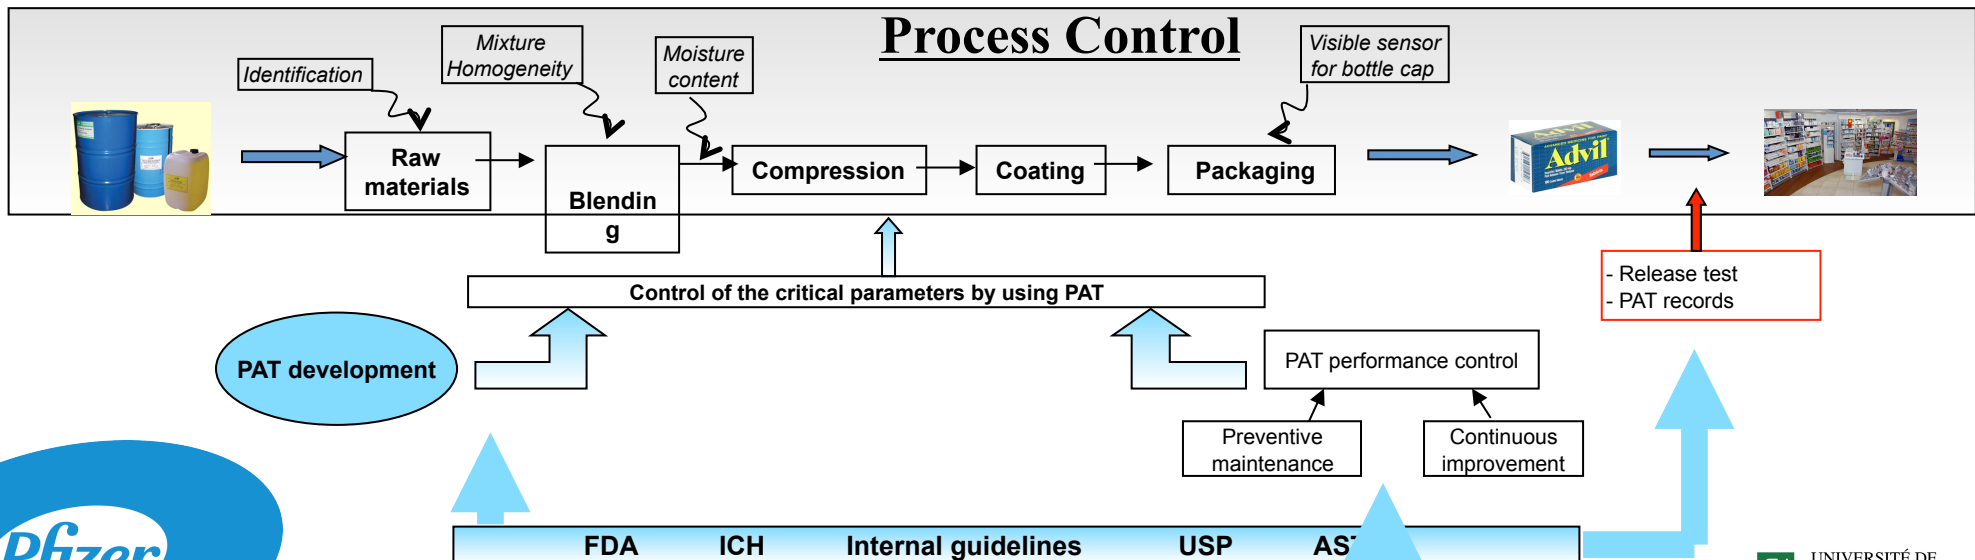 Process Control
Identification
Mixture
Homogeneity
Moisture
content
Visible sensor
for bottle cap
Raw
materials
Blendin
g
Compression
Coating
Packaging
Advil
Control of the critical parameters by using PAT
- Release test
- PAT records
PAT development
PAT performance control
Preventive
maintenance
Continuous
improvement
FDA ICH Internal guidelines USP
Pfizer
UNIVERSITÉ DE